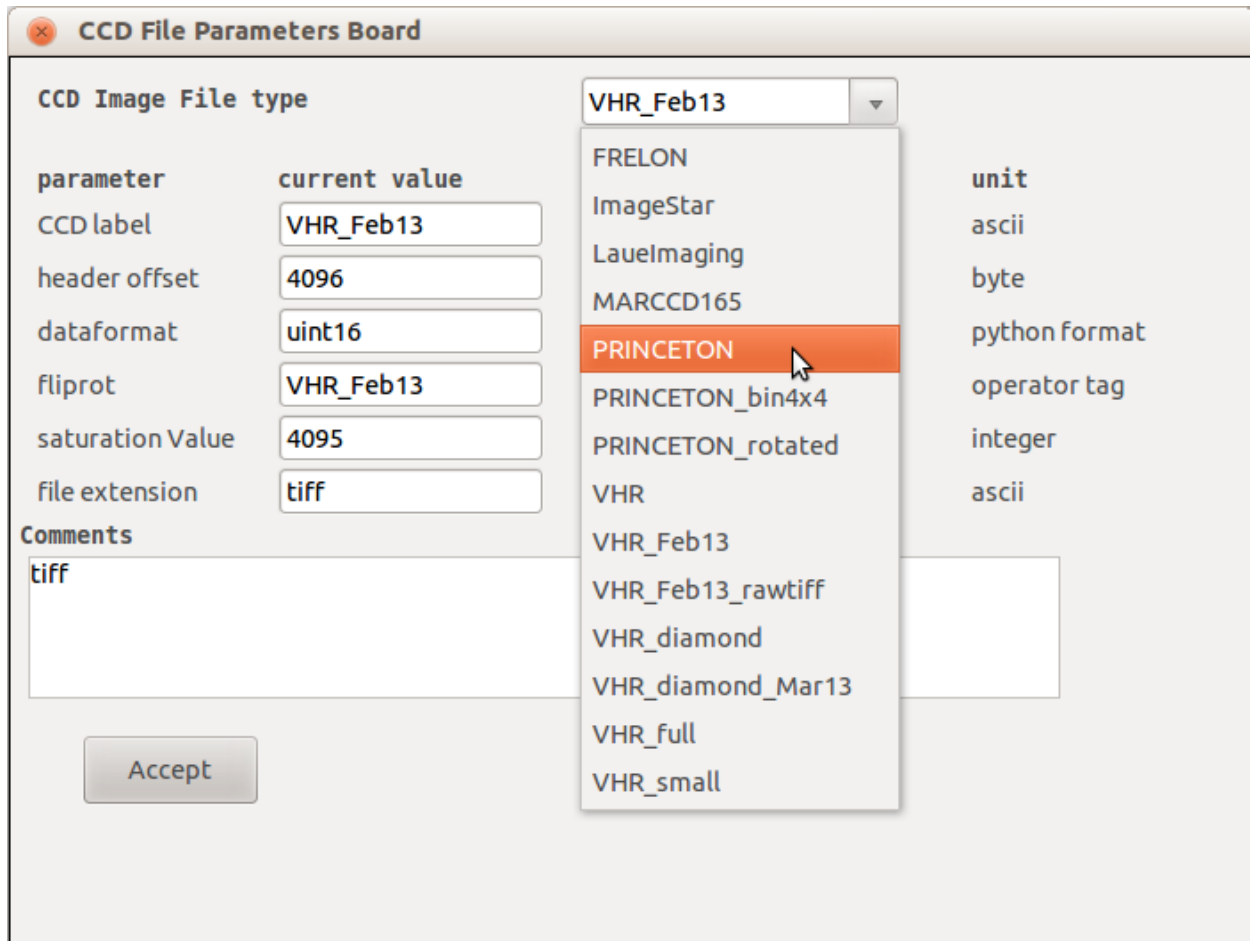 CCD File Parameters Board
CCD Image File type VHR_Feb13
FRELON
ImageStar
LaueImaging
MARCCD165
PRINCETON
PRINCETON_bin4x4
PRINCETON_rotated
VHR
VHR_Feb13
VHR_Feb13_rawtiff
VHR_diamond
VHR_diamond_Mar13
VHR_full
VHR_small
parameter current value unit
CCD label VHR_Feb13 ascii
header offset 4096 byte
dataformat uint16 python format
fliprot VHR_Feb13 operator tag
saturation Value 4095 integer
file extension tiff ascii
Comments
tiff
Accept